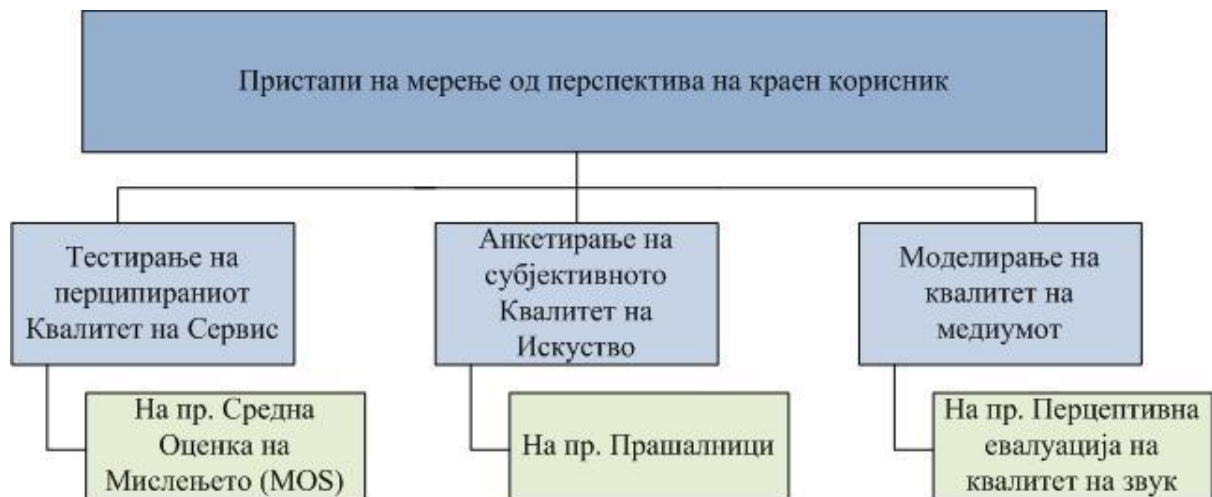 Пристапи на мерење од перспектива на краен корисник
Тестирање на
перципираниот
Квалитет на Сервис
Анкетирање на
субјективното
Квалитет на
Искуство
Моделирање на
квалитет на
медиумот
На пр. Средна
Оценка на
Мислењето (MOS)
На пр. Прашалници
На пр. Перцептивна
евалуација на
квалитет на звук